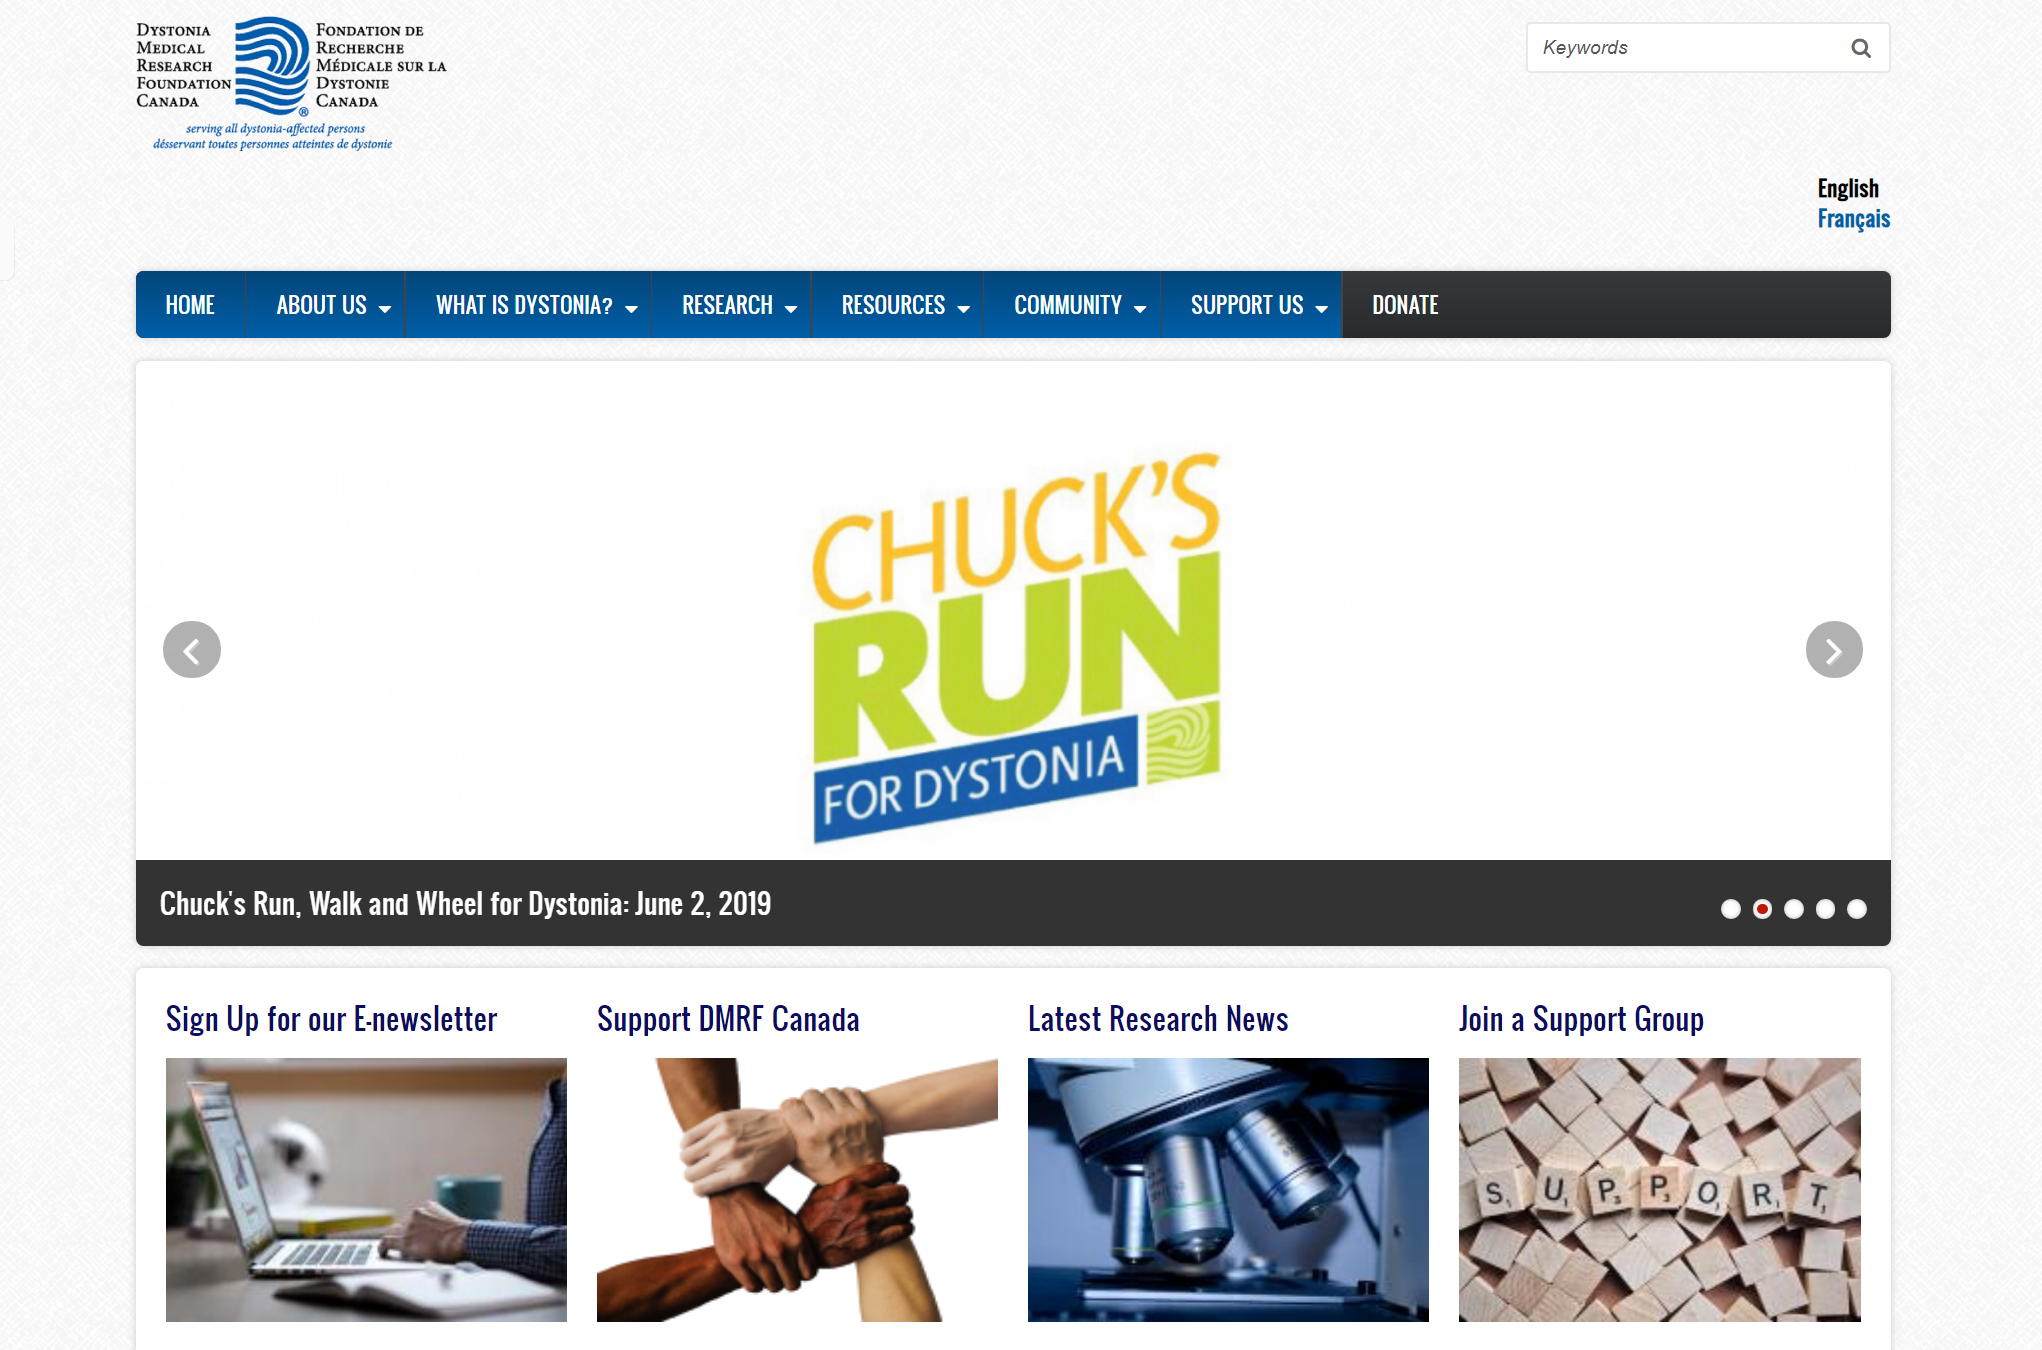 DYSTONIA
MEDICAL
RESEARCH
FOUNDATION
CANADA
®
FONDATION DE
RECHERCHE
MÉDICALE SUR LA
DYSTONIE
CANADA
serving all dystonia-affected persons
désservant toutes personnes atteintes de dystonie
Keywords
English
Français
HOME ABOUT US WHAT IS DYSTONIA? RESEARCH RESOURCES COMMUNITY SUPPORT US DONATE
CHUCK'S
RUN
FOR DYSTONIA
Chuck's Run, Walk and Wheel for Dystonia: June 2, 2019
Sign Up for our E-newsletter
Support DMRF Canada
Latest Research News
Join a Support Group
SUPPORT